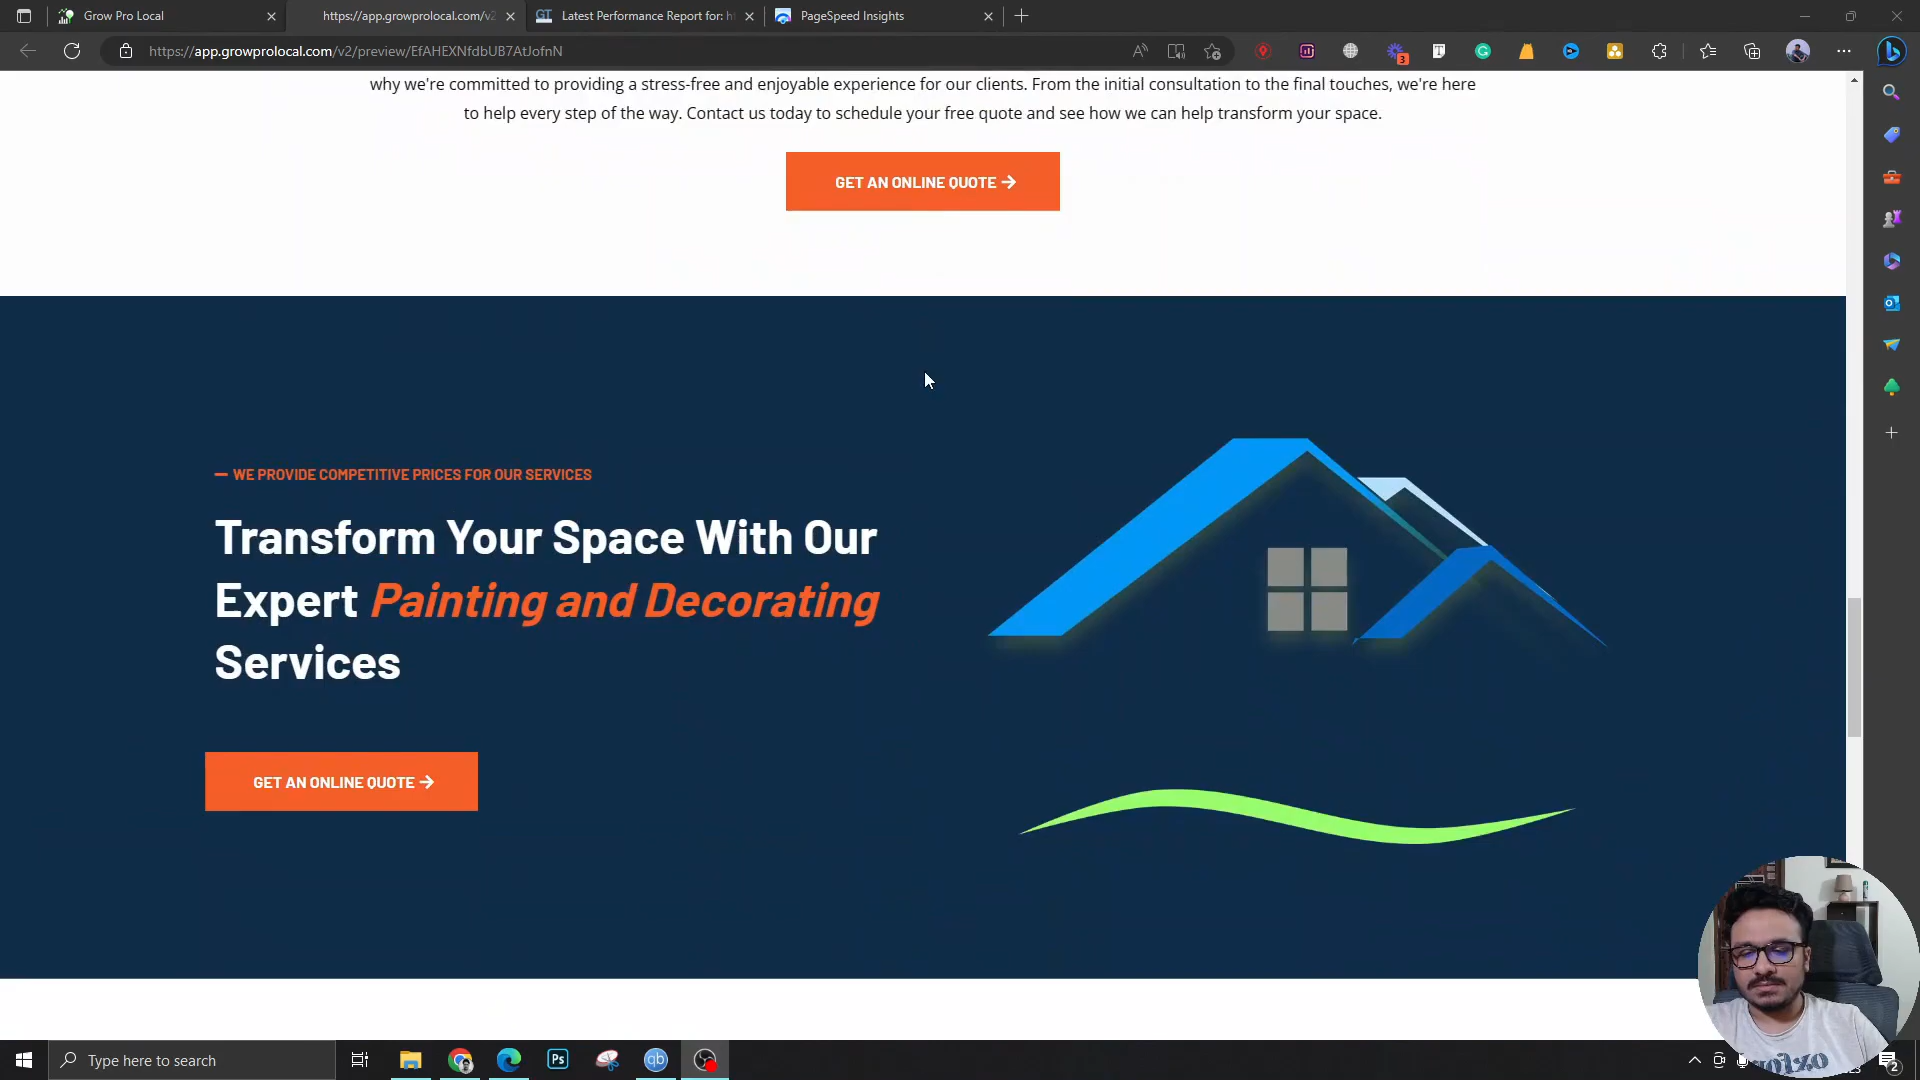 Grow Pro Local
https://app.growprolocal.com/v2
GT
Latest Performance Report for: h
PageSpeed Insights
https://app.growprolocal.com/v2/preview/EfAHEXNfdbUB7AtJofnN
3
why we're committed to providing a stress-free and enjoyable experience for our clients. From the initial consultation to the final touches, we're here
to help every step of the way. Contact us today to schedule your free quote and see how we can help transform your space.
GET AN ONLINE QUOTE →
WE PROVIDE COMPETITIVE PRICES FOR OUR SERVICES
Transform Your Space With Our
Expert Painting and Decorating
Services
GET AN ONLINE QUOTE →
Type here to search
Ps
qb
2